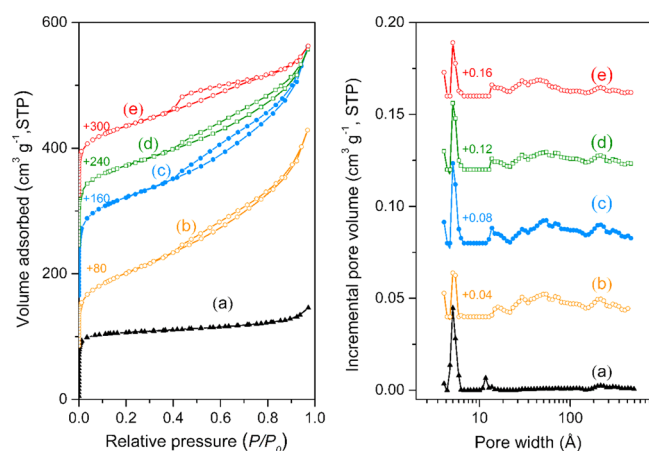 600
400
200
0
0.0 0.2 0.4 0.6 0.8 1.0
Volume adsorbed (cm³ g⁻¹, STP)
Relative pressure (P/P₀)
+300
+240
+160
+80
(e)
(d)
(c)
(b)
(a)
0.20
0.15
0.10
0.05
0.00
10 100
Incremental pore volume (cm³ g⁻¹, STP)
Pore width (Å)
+0.16
(e)
+0.12
(d)
+0.08
(c)
+0.04
(b)
(a)